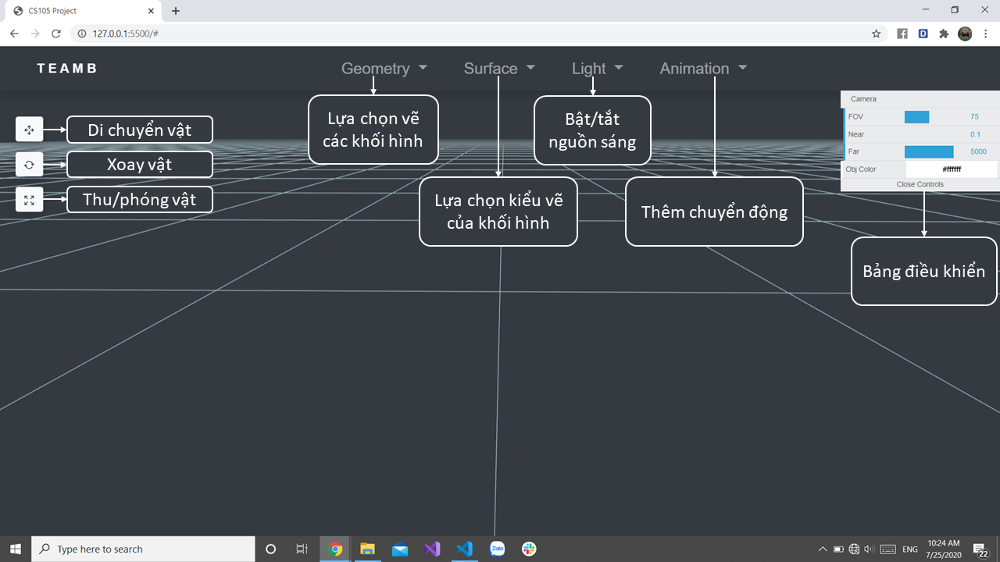 CS105 Project
127.0.0.1:5500/#
TEAMB
Geometry
Surface
Light
Animation
Di chuyển vật
Xoay vật
Thu/phóng vật
Lựa chọn vẽ
các khối hình
Lựa chọn kiểu vẽ
của khối hình
Bật/tắt
nguồn sáng
Thêm chuyển động
Camera
FOV 75
Near 0.1
Far 5000
Obj Color #ffffff
Close Controls
Bảng điều khiển
Type here to search
Zalo
ENG
10:24 AM
7/25/2020
22